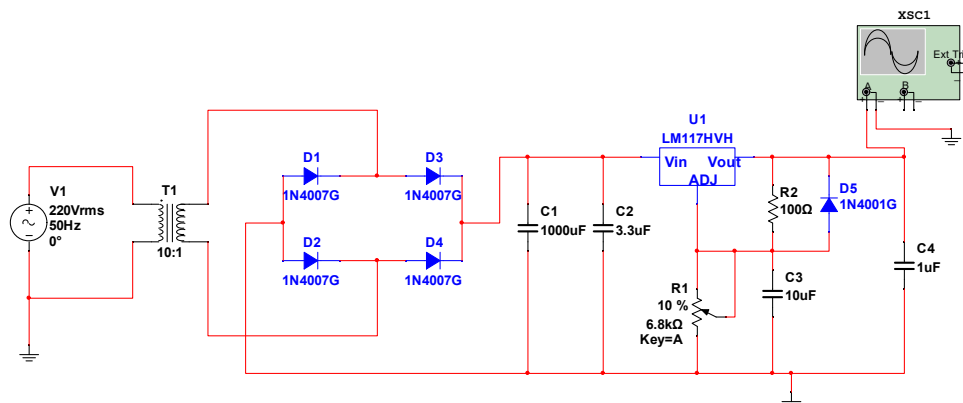 XSC1
Ext Tri
A
B
V1
220Vrms
50Hz
0°
T1
10:1
D1
1N4007G
D3
1N4007G
D2
1N4007G
D4
1N4007G
C1
1000uF
C2
3.3uF
U1
LM117HVH
Vin
Vout
ADJ
R2
100Ω
D5
1N4001G
R1
10 %
6.8kΩ
Key=A
C3
10uF
C4
1uF